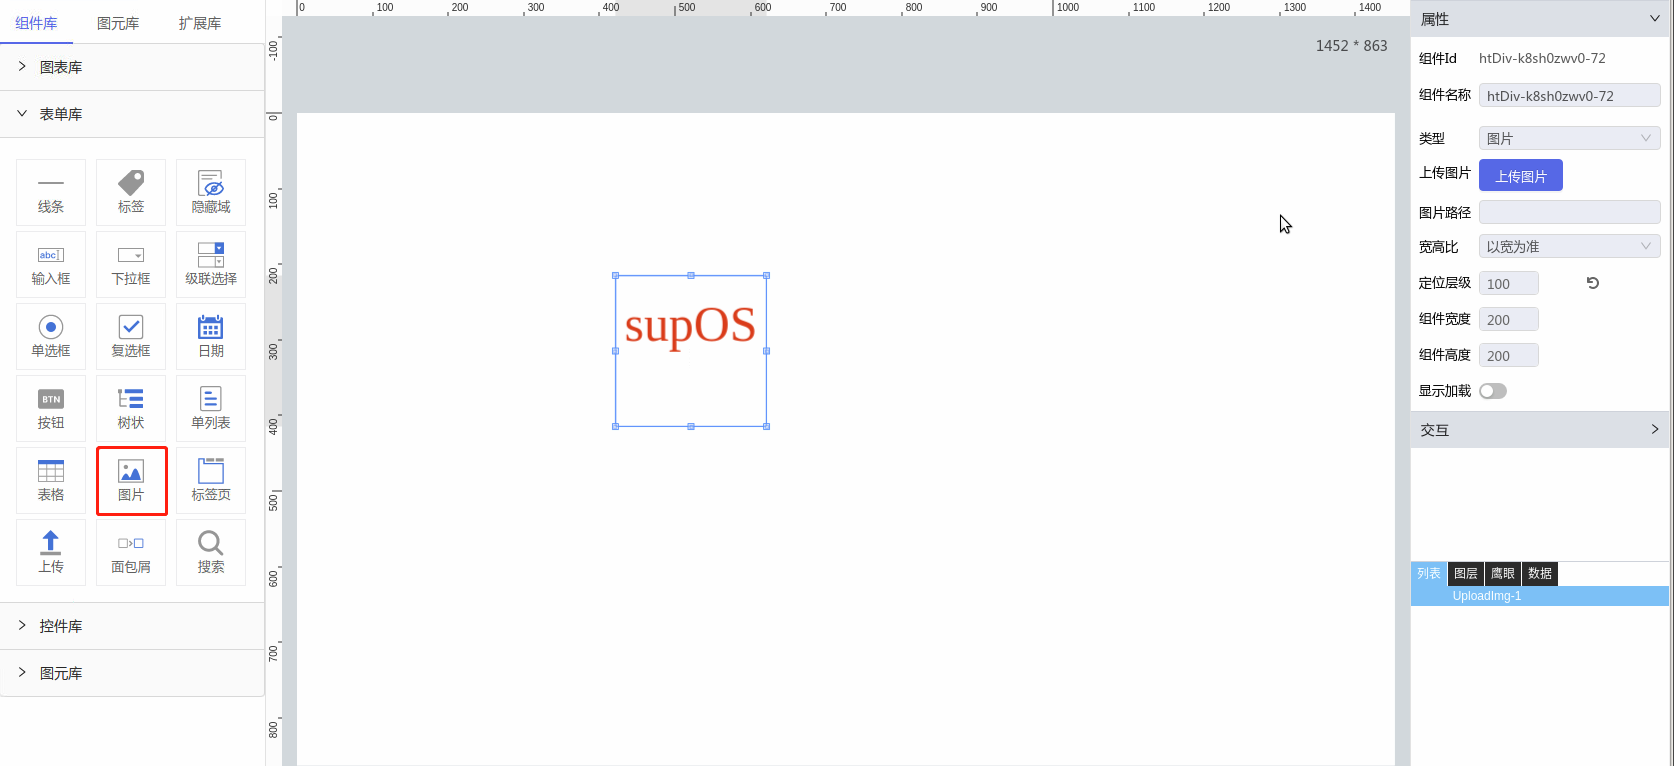 组件库 图元库 扩展库
图表库
表单库
线条 标签 隐藏域
abc
输入框 下拉框 级联选择
单选框 复选框 日期
BTN
按钮 树状 单列表
表格 图片 标签页
上传 面包屑 搜索
控件库
图元库
0 100 200 300 400 500 600 700 800 900 1000 1100 1200 1300 1400
-100
0
100
200
300
400
500
600
700
800
1452 * 863
supOS
属性
组件Id htDiv-k8sh0zwv0-72
组件名称 htDiv-k8sh0zwv0-72
类型 图片
上传图片 上传图片
图片路径
宽高比 以宽为准
定位层级 100
组件宽度 200
组件高度 200
显示加载
交互
列表 图层 鹰眼 数据
UploadImg-1